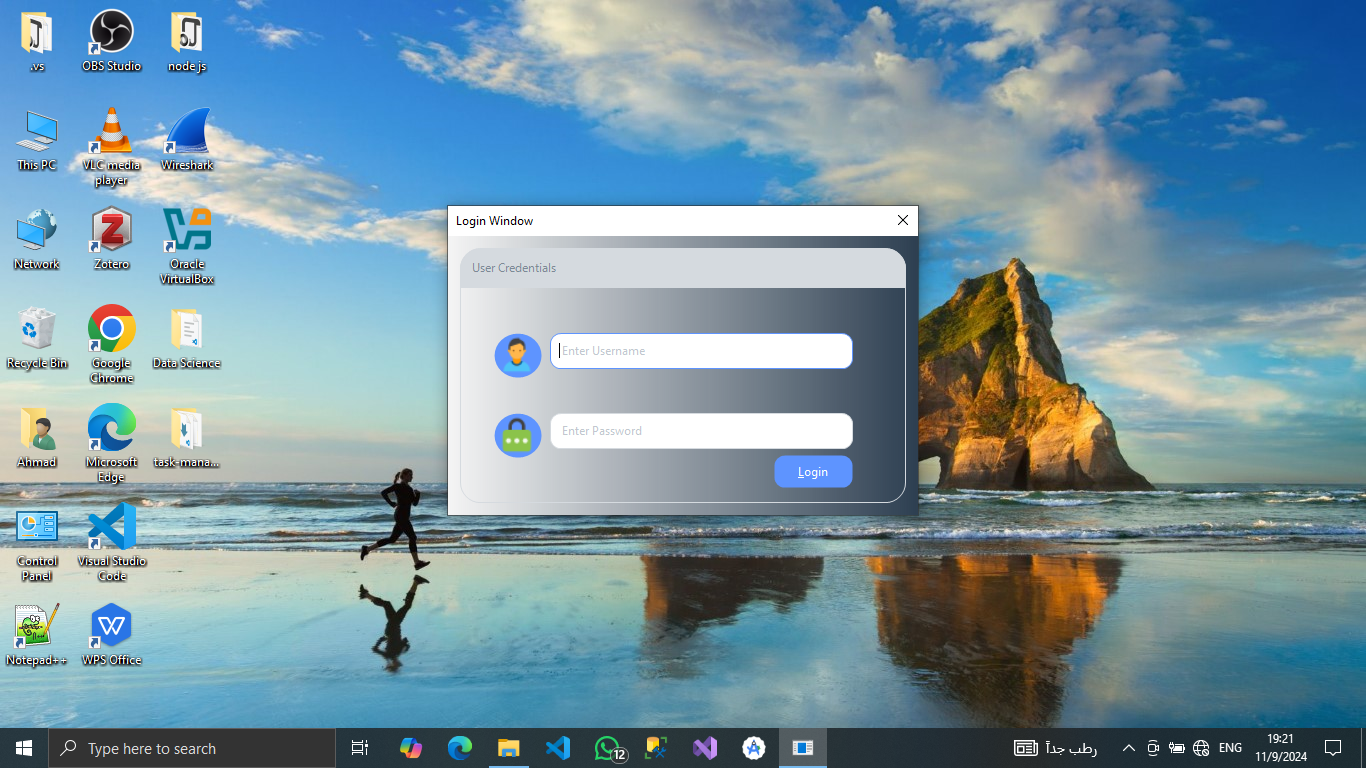 .vs
OBS Studio
node.js
This PC
VLC media
player
Wireshark
Network
Zotero
Oracle
VirtualBox
Recycle Bin
Google
Chrome
Data Science
Ahmad
Microsoft
Edge
task-mana...
Control
Panel
Visual Studio
Code
Notepad++
WPS Office
Login Window
User Credentials
Enter Username
Enter Password
Login
Type here to search
12
رطب جداً
ENG
19:21
11/9/2024